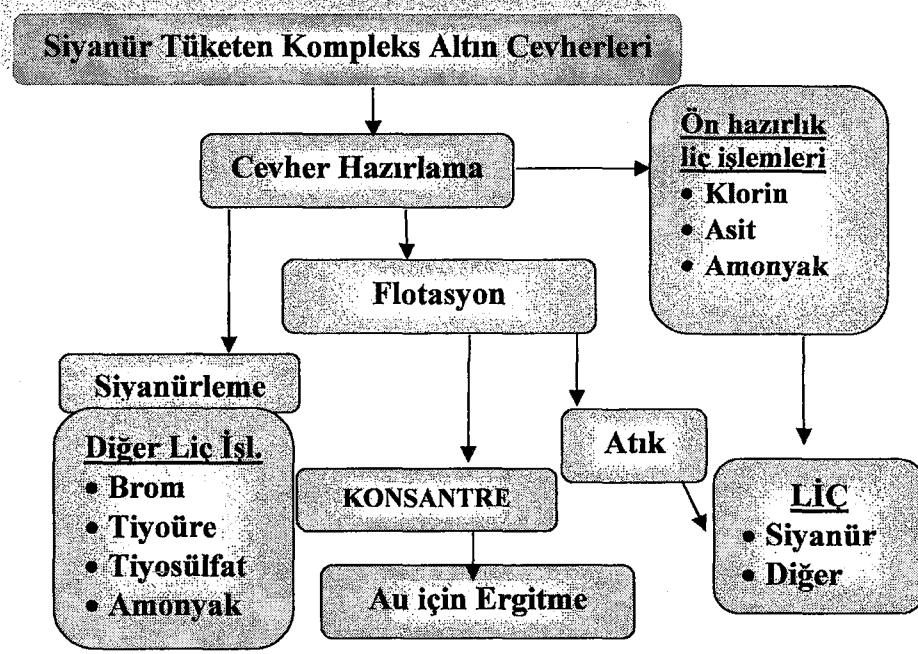 Siyanür Tüketen Kompleks Altın Cevherleri
Cevher Hazırlama
Ön hazırlık
liç işlemleri
• Klorin
• Asit
• Amonyak
Flotasyon
Siyanürleme
Diğer Liç İşl.
• Brom
• Tiyoüre
• Tiyosülfat
• Amonyak
KONSANTRE
Au için Ergitme
Atık
LİÇ
• Siyanür
• Diğer